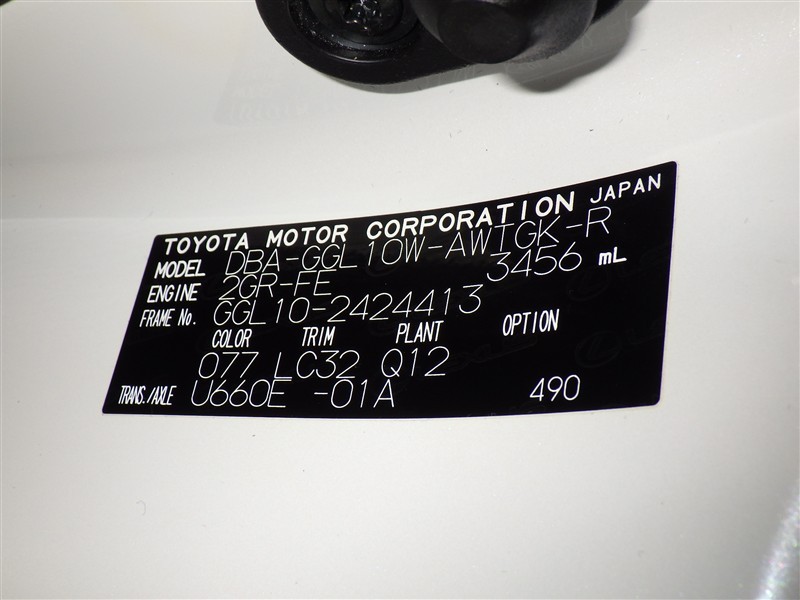 TOYOTA MOTOR CORPORATION JAPAN
MODEL DBA-GGL10W-AWTGK-R
ENGINE 2GR-FE 3456 mL
FRAME No. GGL10-2424413
COLOR TRIM PLANT OPTION
077 LC32 Q12
TRANS./AXLE U660E -01A 490